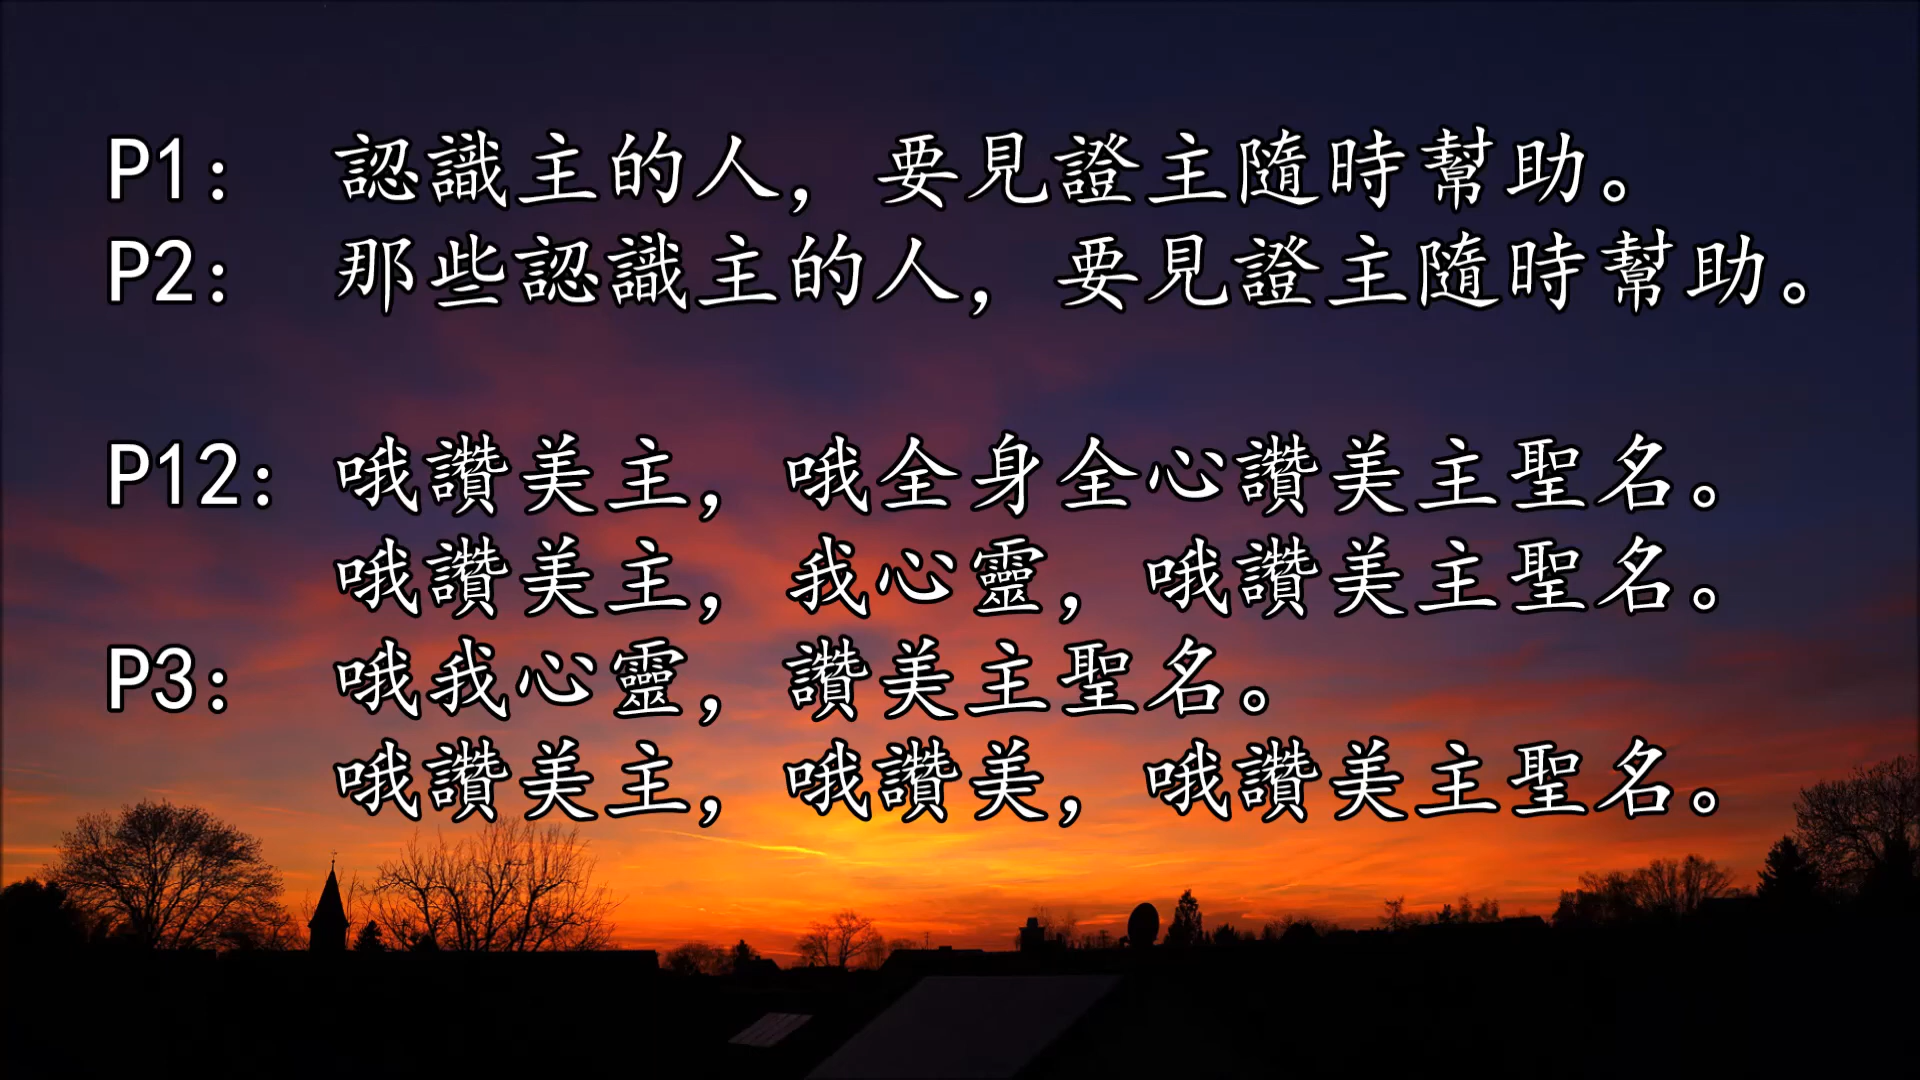 P1： 認識主的人，要見證主隨時幫助。
P2： 那些認識主的人，要見證主隨時幫助。
P12：哦讚美主，哦全身全心讚美主聖名。
哦讚美主，我心靈，哦讚美主聖名。
P3： 哦我心靈，讚美主聖名。
哦讚美主，哦讚美，哦讚美主聖名。